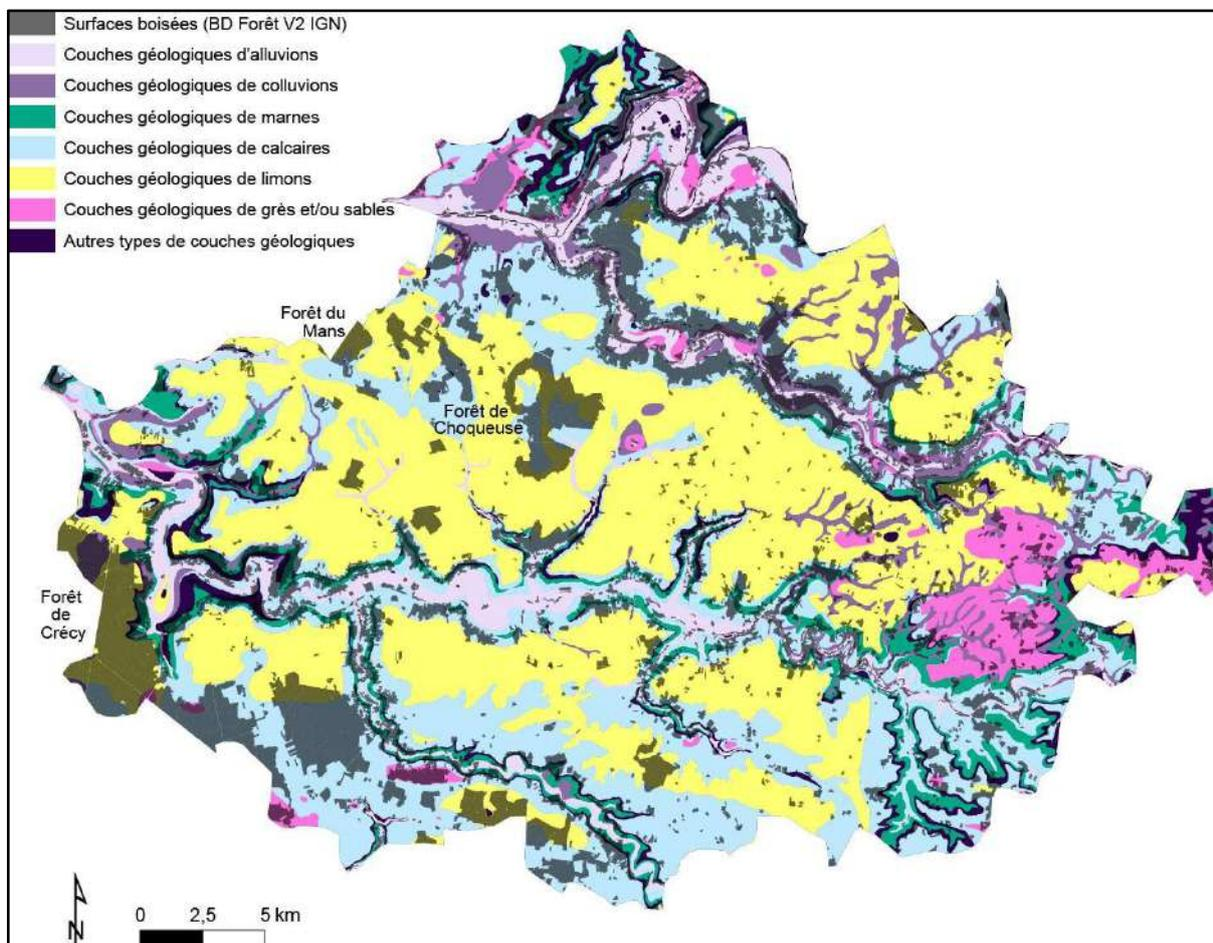 Surfaces boisées (BD Forêt V2 IGN)
Couches géologiques d'alluvions
Couches géologiques de colluvions
Couches géologiques de marnes
Couches géologiques de calcaires
Couches géologiques de limons
Couches géologiques de grès et/ou sables
Autres types de couches géologiques
Forêt du
Mans
Forêt de
Choqueuse
Forêt
de
Crécy
N
0 2,5 5 km